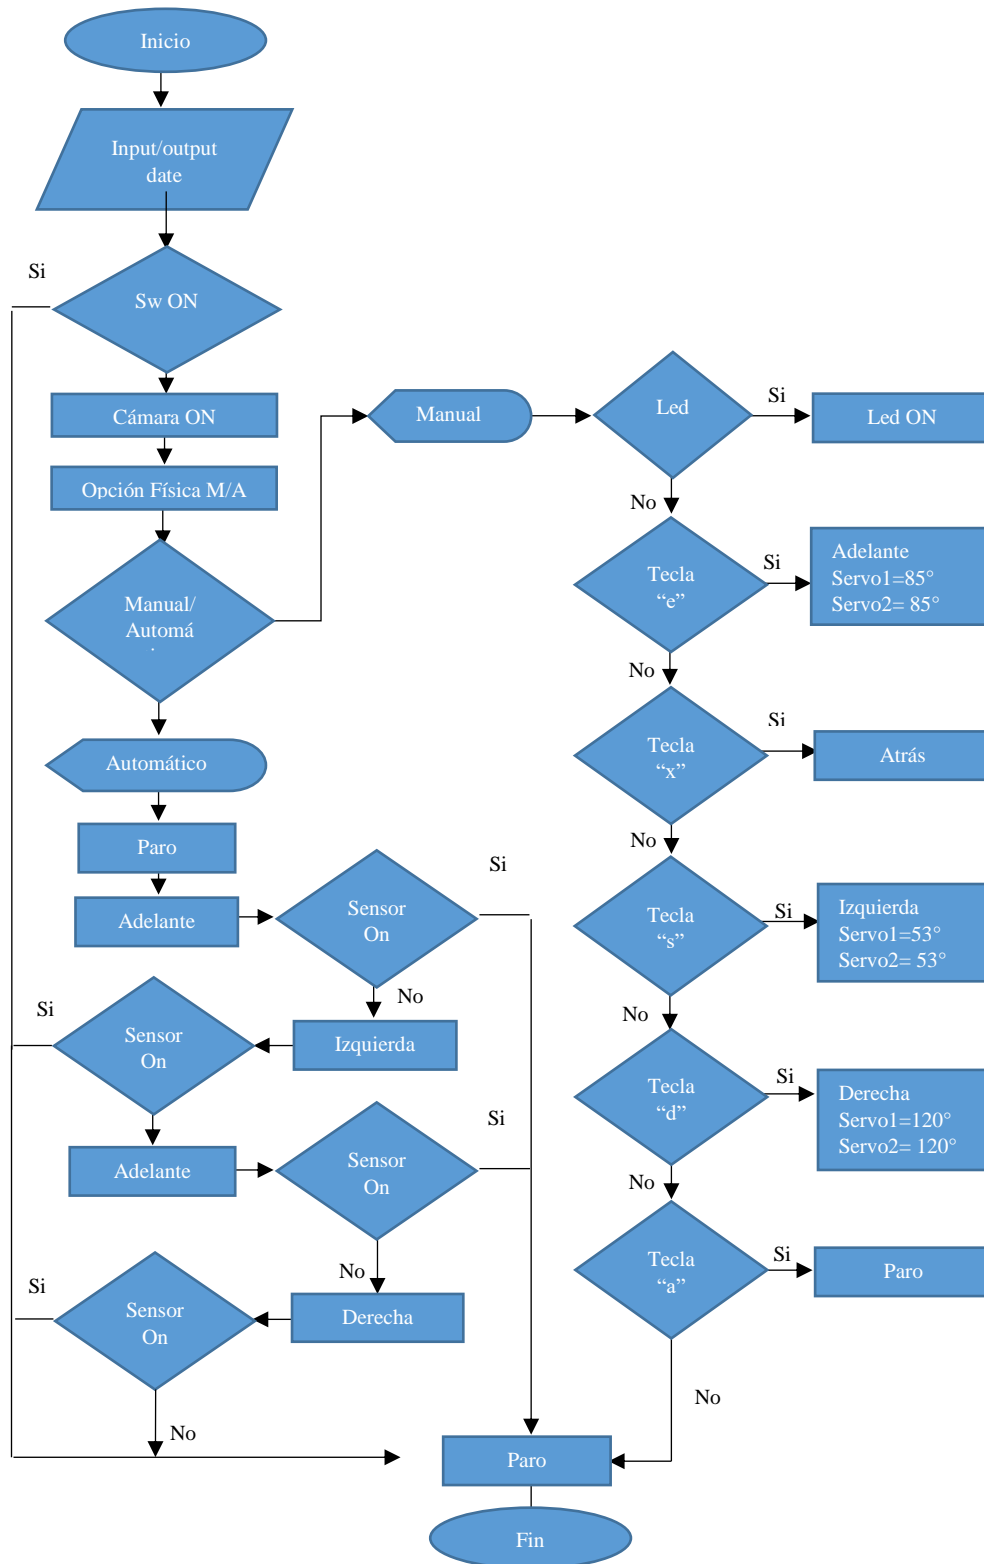 Inicio
Input/output
date
Si
Sw ON
Cámara ON
Opción Física M/A
Manual/
Automá
Automático
Paro
Adelante
Sensor
On
Si
No
Izquierda
Sensor
On
Si
Adelante
Sensor
On
Si
No
Derecha
Sensor
On
Si
No
Manual
Led
Si
Led ON
No
Tecla
“e”
Si
Adelante
Servo1=85°
Servo2= 85°
No
Tecla
“x”
Si
Atrás
No
Tecla
“s”
Si
Izquierda
Servo1=53°
Servo2= 53°
No
Tecla
“d”
Si
Derecha
Servo1=120°
Servo2= 120°
No
Tecla
“a”
Si
Paro
No
Paro
Fin